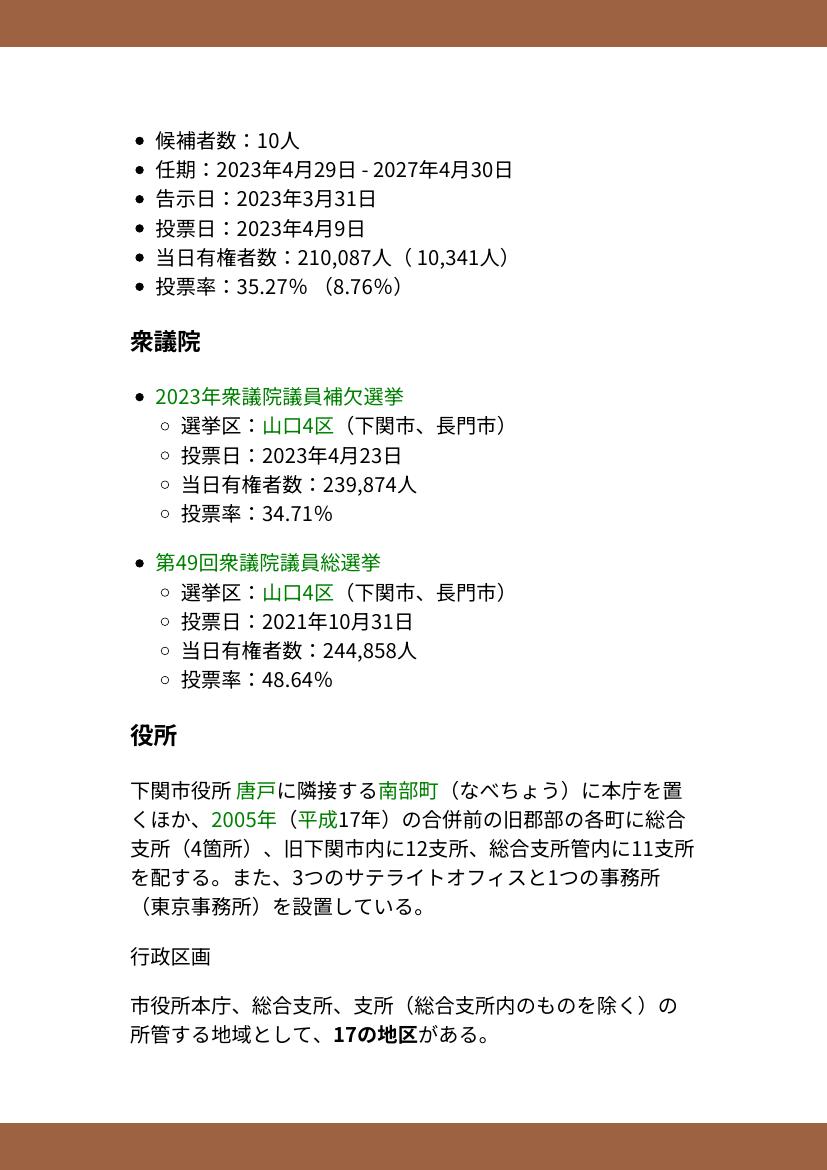 候補者数：10人
任期：2023年4月29日 - 2027年4月30日
告示日：2023年3月31日
投票日：2023年4月9日
当日有権者数：210,087人（ 10,341人）
投票率：35.27% （8.76%）
衆議院
2023年衆議院議員補欠選挙
選挙区：山口4区（下関市、長門市）
投票日：2023年4月23日
当日有権者数：239,874人
投票率：34.71%
第49回衆議院議員総選挙
選挙区：山口4区（下関市、長門市）
投票日：2021年10月31日
当日有権者数：244,858人
投票率：48.64%
役所
下関市役所 唐戸に隣接する南部町（なべちょう）に本庁を置
くほか、2005年（平成17年）の合併前の旧郡部の各町に総合
支所（4箇所）、旧下関市内に12支所、総合支所管内に11支所
を配する。また、3つのサテライトオフィスと1つの事務所
（東京事務所）を設置している。
行政区画
市役所本庁、総合支所、支所（総合支所内のものを除く）の
所管する地域として、17の地区がある。